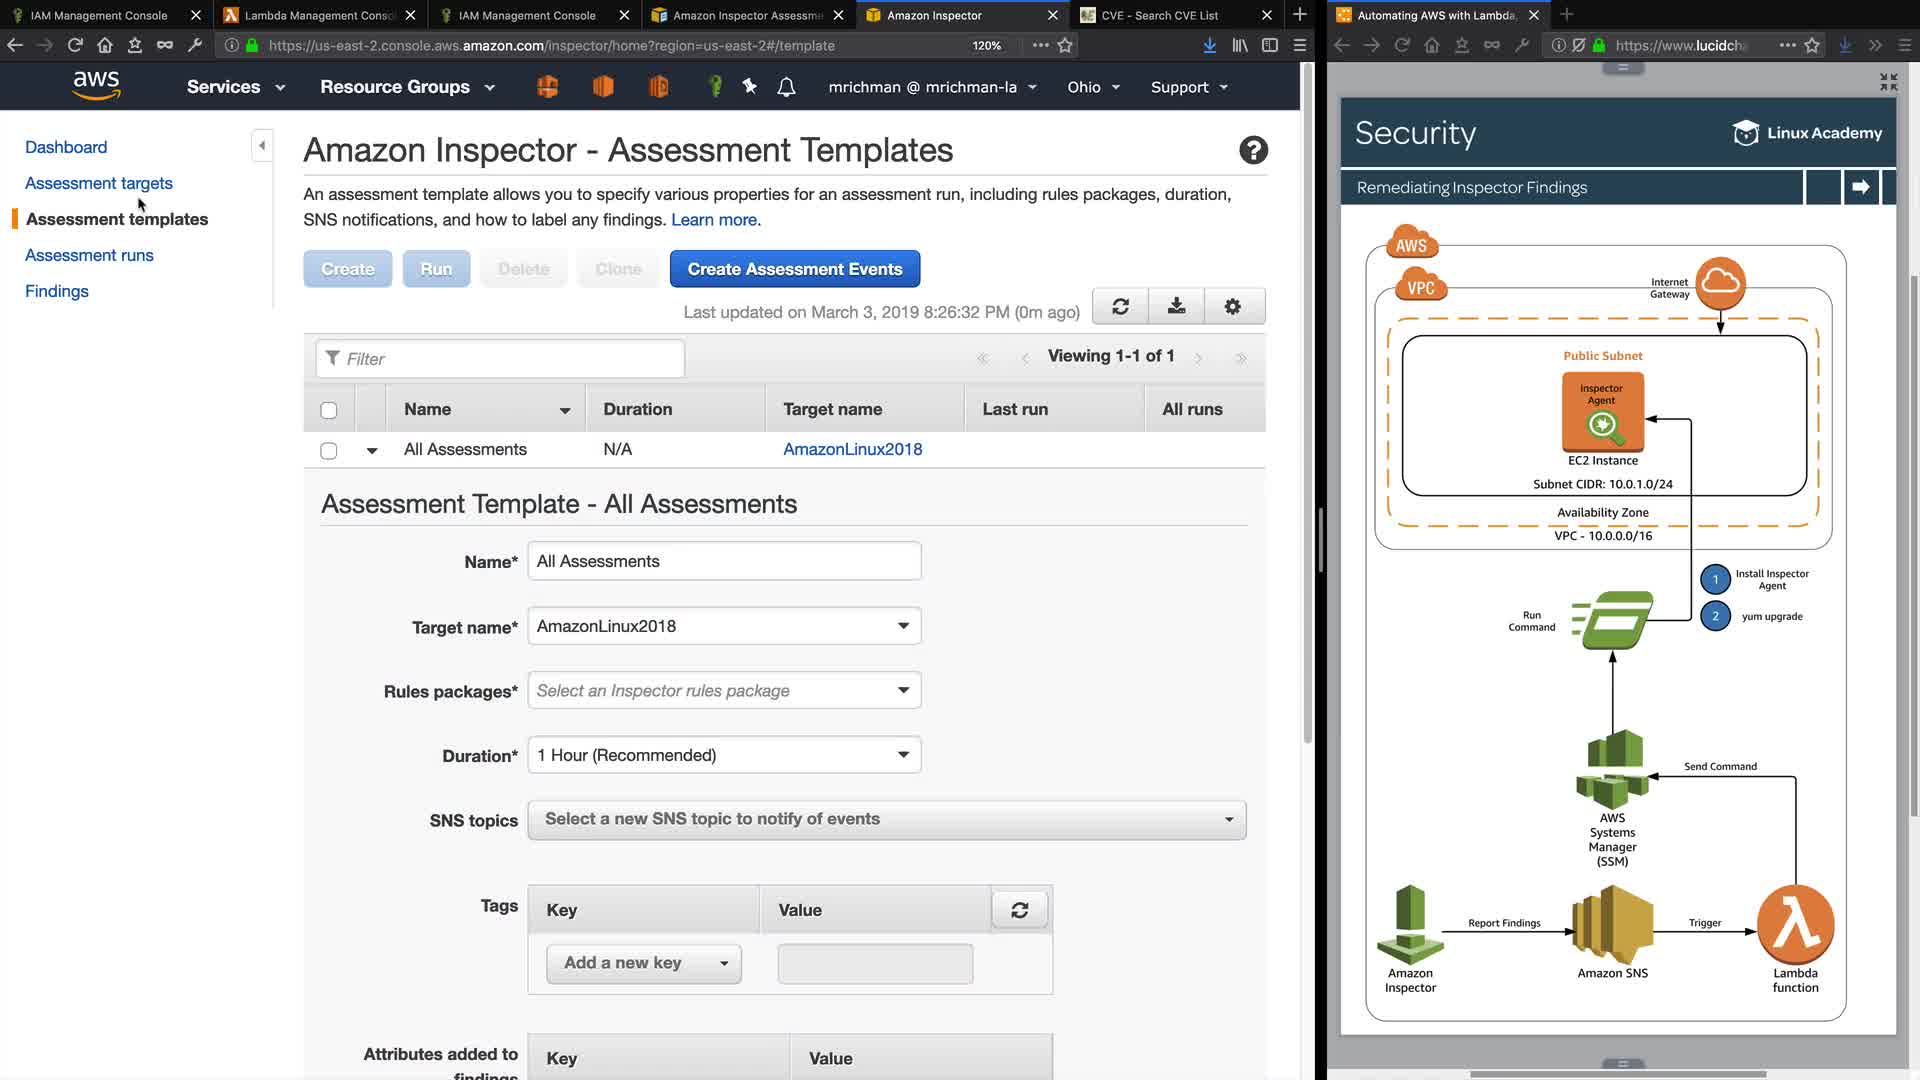 IAM Management Console
Lambda Management Conso
IAM Management Console
Amazon Inspector Assessme
Amazon Inspector
CVE - Search CVE List
Automating AWS with Lambda,
https://us-east-2.console.aws.amazon.com/inspector/home?region=us-east-2#/template
120%
https://www.lucidcha
aws
Services
Resource Groups
mrichman @ mrichman-la
Ohio
Support
Dashboard
Assessment targets
Assessment templates
Assessment runs
Findings
Amazon Inspector - Assessment Templates
An assessment template allows you to specify various properties for an assessment run, including rules packages, duration,
SNS notifications, and how to label any findings. Learn more.
Create
Run
Delete
Clone
Create Assessment Events
Last updated on March 3, 2019 8:26:32 PM (0m ago)
Filter
Viewing 1-1 of 1
Name
Duration
Target name
Last run
All runs
All Assessments
N/A
AmazonLinux2018
Assessment Template - All Assessments
Name*
All Assessments
Target name*
AmazonLinux2018
Rules packages*
Select an Inspector rules package
Duration*
1 Hour (Recommended)
SNS topics
Select a new SNS topic to notify of events
Tags
Key
Value
Add a new key
Attributes added to
findings
Key
Value
Security
Linux Academy
Remediating Inspector Findings
AWS
VPC
Internet
Gateway
Public Subnet
Inspector
Agent
EC2 Instance
Subnet CIDR: 10.0.1.0/24
Availability Zone
VPC - 10.0.0.0/16
Run
Command
1
Install Inspector
Agent
2
yum upgrade
Send Command
AWS
Systems
Manager
(SSM)
Report Findings
Trigger
Amazon
Inspector
Amazon SNS
Lambda
function